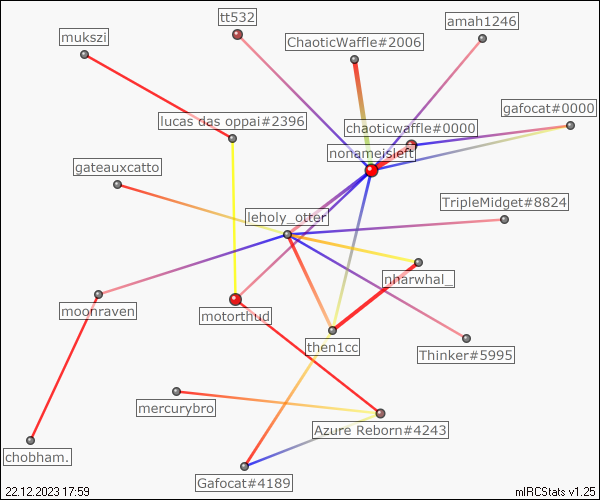 tt532
mukszi
ChaoticWaffle#2006
amah1246
gafocat#0000
lucas das oppai#2396
chaoticwaffle#0000
nonameisleft
gateauxcatto
TripleMidget#8824
leholy_otter
nharwhal_
moonraven
motorthud
then1cc
Thinker#5995
mercurybro
Azure Reborn#4243
chobham.
Gafocat#4189
22.12.2023 17:59
mIRCStats v1.25